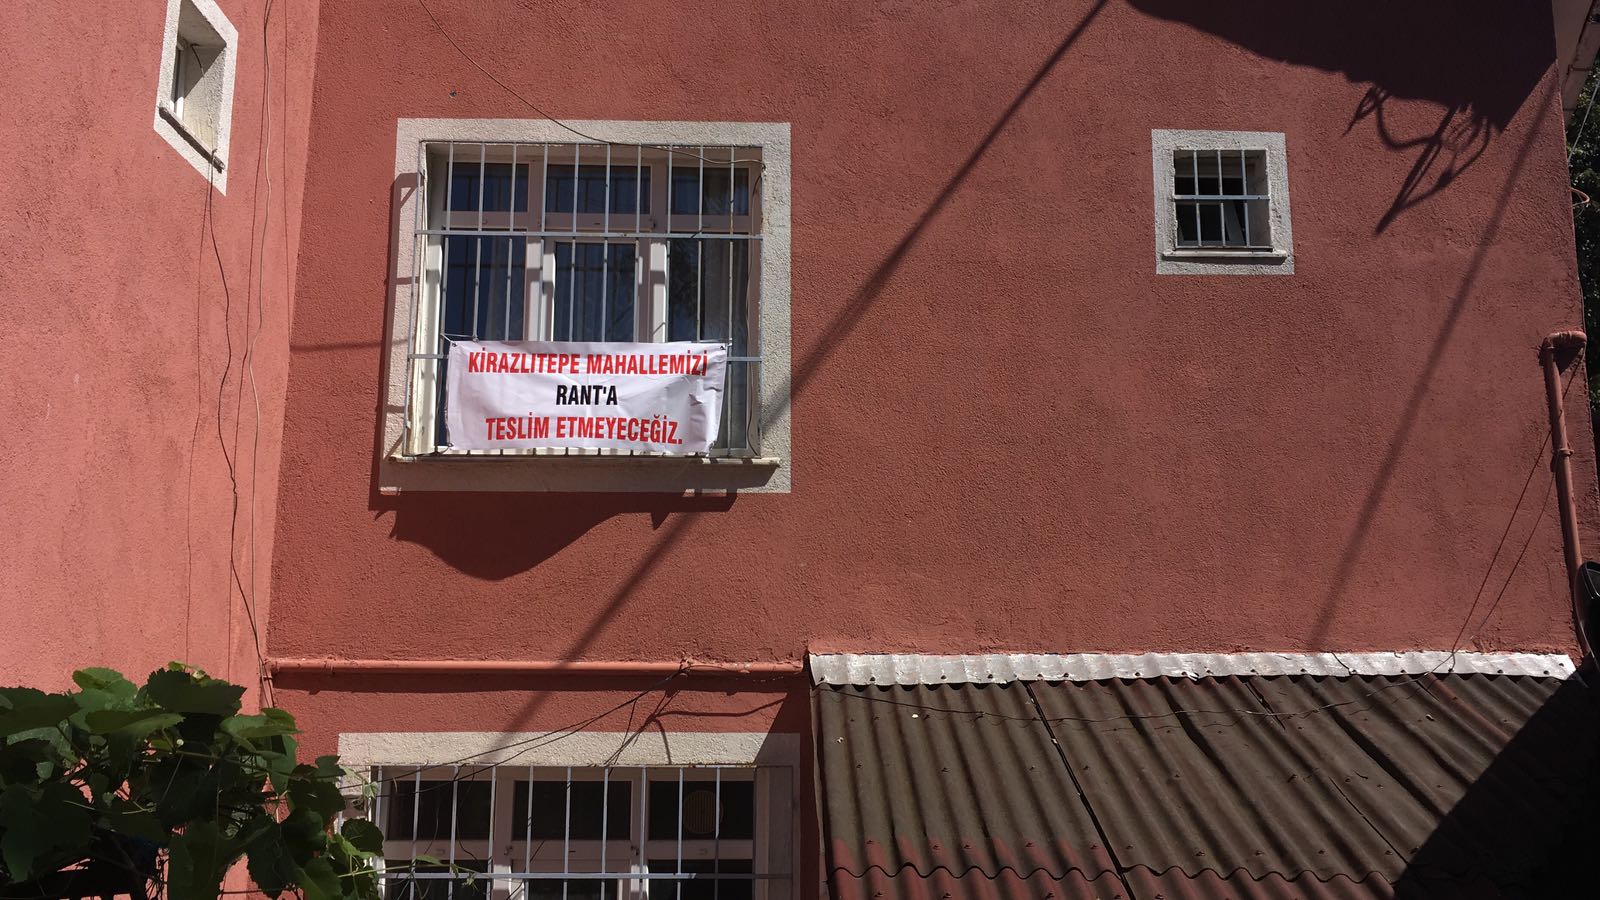 KİRAZLITEPE MAHALLEMİZİ
RANT'A
TESLİM ETMEYECEĞİZ.